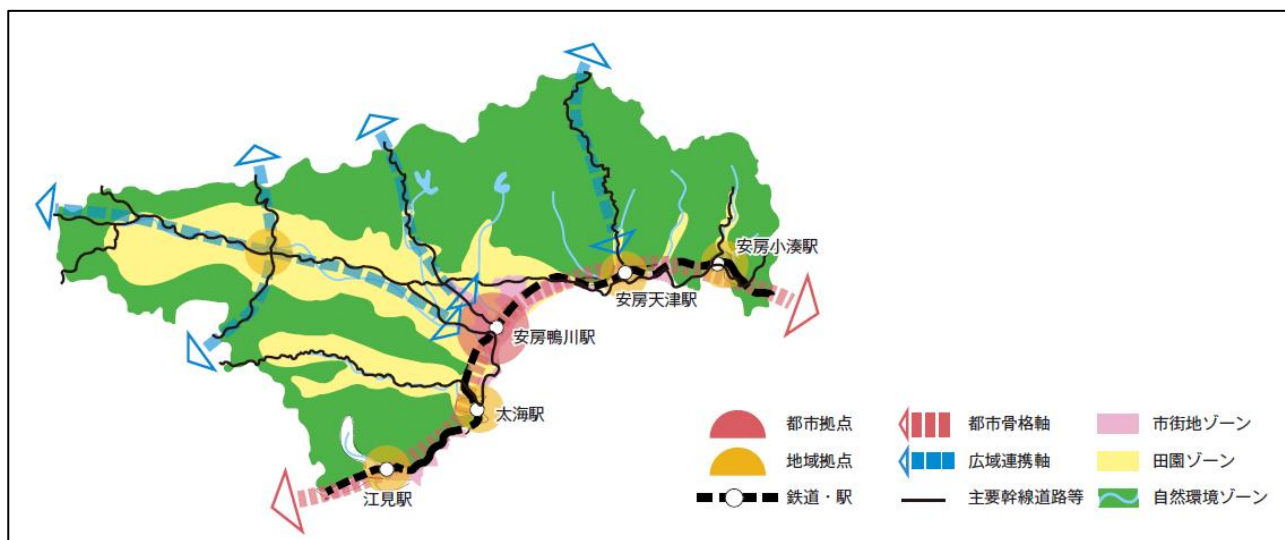 安房小湊駅
安房天津駅
安房鴨川駅
太海駅
江見駅
都市拠点
地域拠点
鉄道・駅
都市骨格軸
広域連携軸
主要幹線道路等
市街地ゾーン
田園ゾーン
自然環境ゾーン